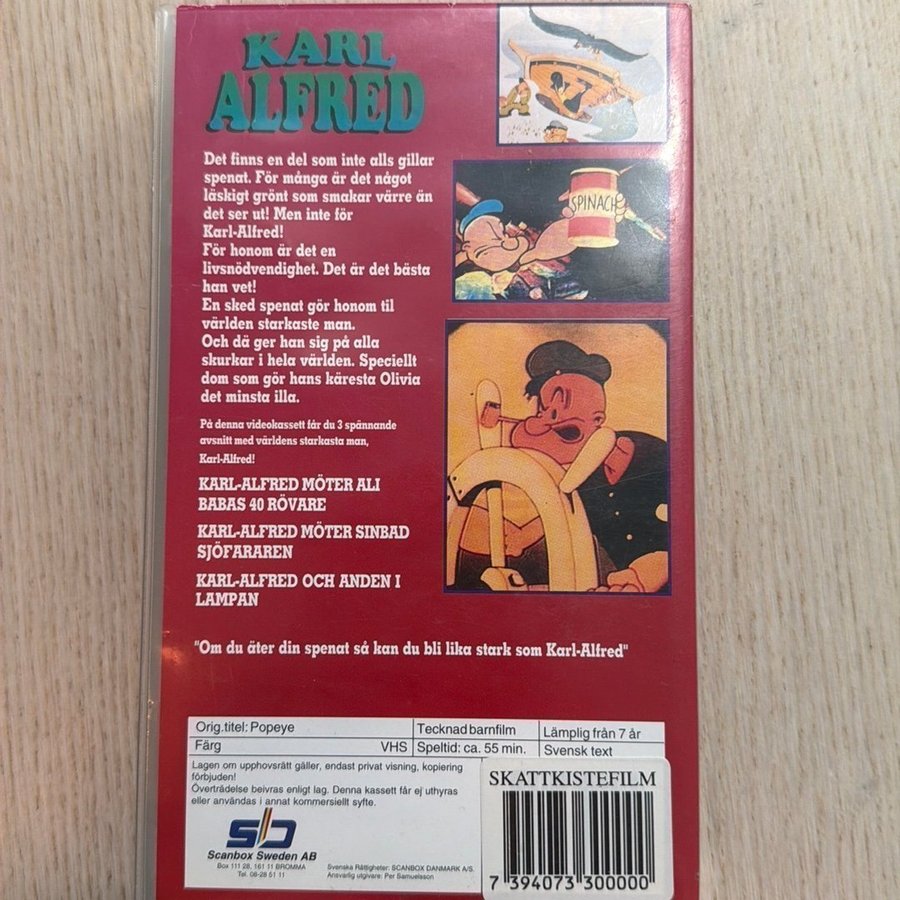 KARL
ALFRED
Det finns en del som inte alls gillar
spenat. För många är det något
läskigt grönt som smakar värre än
det ser ut! Men inte för
Karl-Alfred!
För honom är det en
livsnödvendighet. Det är det bästa
han vet!
En sked spenat gör honom til
världen starkaste man.
Och dä ger han sig på alla
skurkar i hela världen. Speciellt
dom som gör hans käresta Olivia
det minsta illa.
På denna videokassett får du 3 spännande
avsnitt med världens starkasta man,
Karl-Alfred!
KARL-ALFRED MÖTER ALI
BABAS 40 RÖVARE
KARL-ALFRED MÖTER SINBAD
SJÖFARAREN
KARL-ALFRED OCH ANDEN I
LAMPAN
SPINACH
"Om du äter din spenat så kan du bli lika stark som Karl-Alfred"
Orig.titel: Popeye Tecknad barnfilm Lämplig från 7 år
Färg VHS Speltid: ca. 55 min. Svensk text
Lagen om upphovsrätt gäller, endast privat visning, kopiering
förbjuden!
Överträdelse beivras enligt lag. Denna kassett får ej uthyras
eller användas i annat kommersiellt syfte.
Scanbox Sweden AB
Box 111 28, 161 11 BROMMA
Tel. 08-28 51 11
Svenska Rättigheter: SCANBOX DANMARK A/S.
Ansvarlig utgivare: Per Samuelsson
SKATTKISTEFILM
7 394073 300000